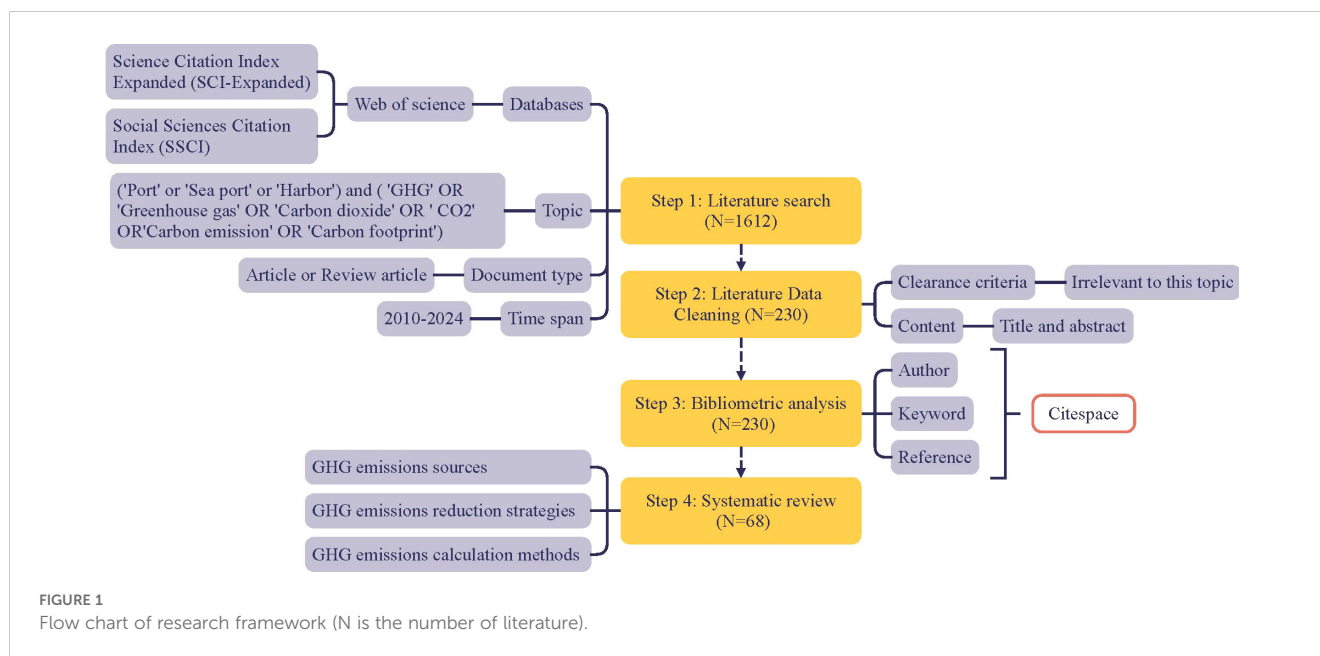 Science Citation Index
Expanded (SCI-Expanded)
Social Sciences Citation
Index (SSCI)
Web of science
Databases
('Port' or 'Sea port' or 'Harbor') and ( 'GHG' OR
'Greenhouse gas' OR 'Carbon dioxide' OR ' CO2'
OR'Carbon emission' OR 'Carbon footprint')
Topic
Article or Review article
Document type
2010-2024
Time span
Step 1: Literature search
(N=1612)
Step 2: Literature Data
Cleaning (N=230)
Clearance criteria
Irrelevant to this topic
Content
Title and abstract
Step 3: Bibliometric analysis
(N=230)
Author
Keyword
Reference
Citespace
Step 4: Systematic review
(N=68)
GHG emissions sources
GHG emissions reduction strategies
GHG emissions calculation methods
FIGURE 1
Flow chart of research framework (N is the number of literature).